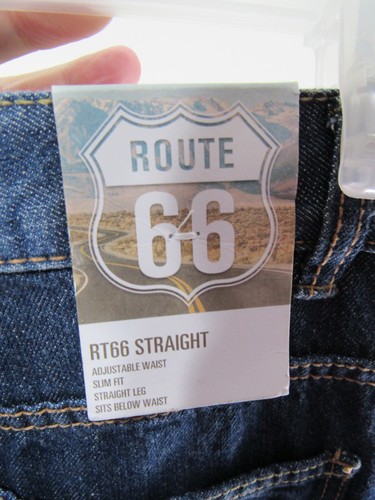 ROUTE
66
RT66 STRAIGHT
ADJUSTABLE WAIST
SLIM FIT
STRAIGHT LEG
SITS BELOW WAIST